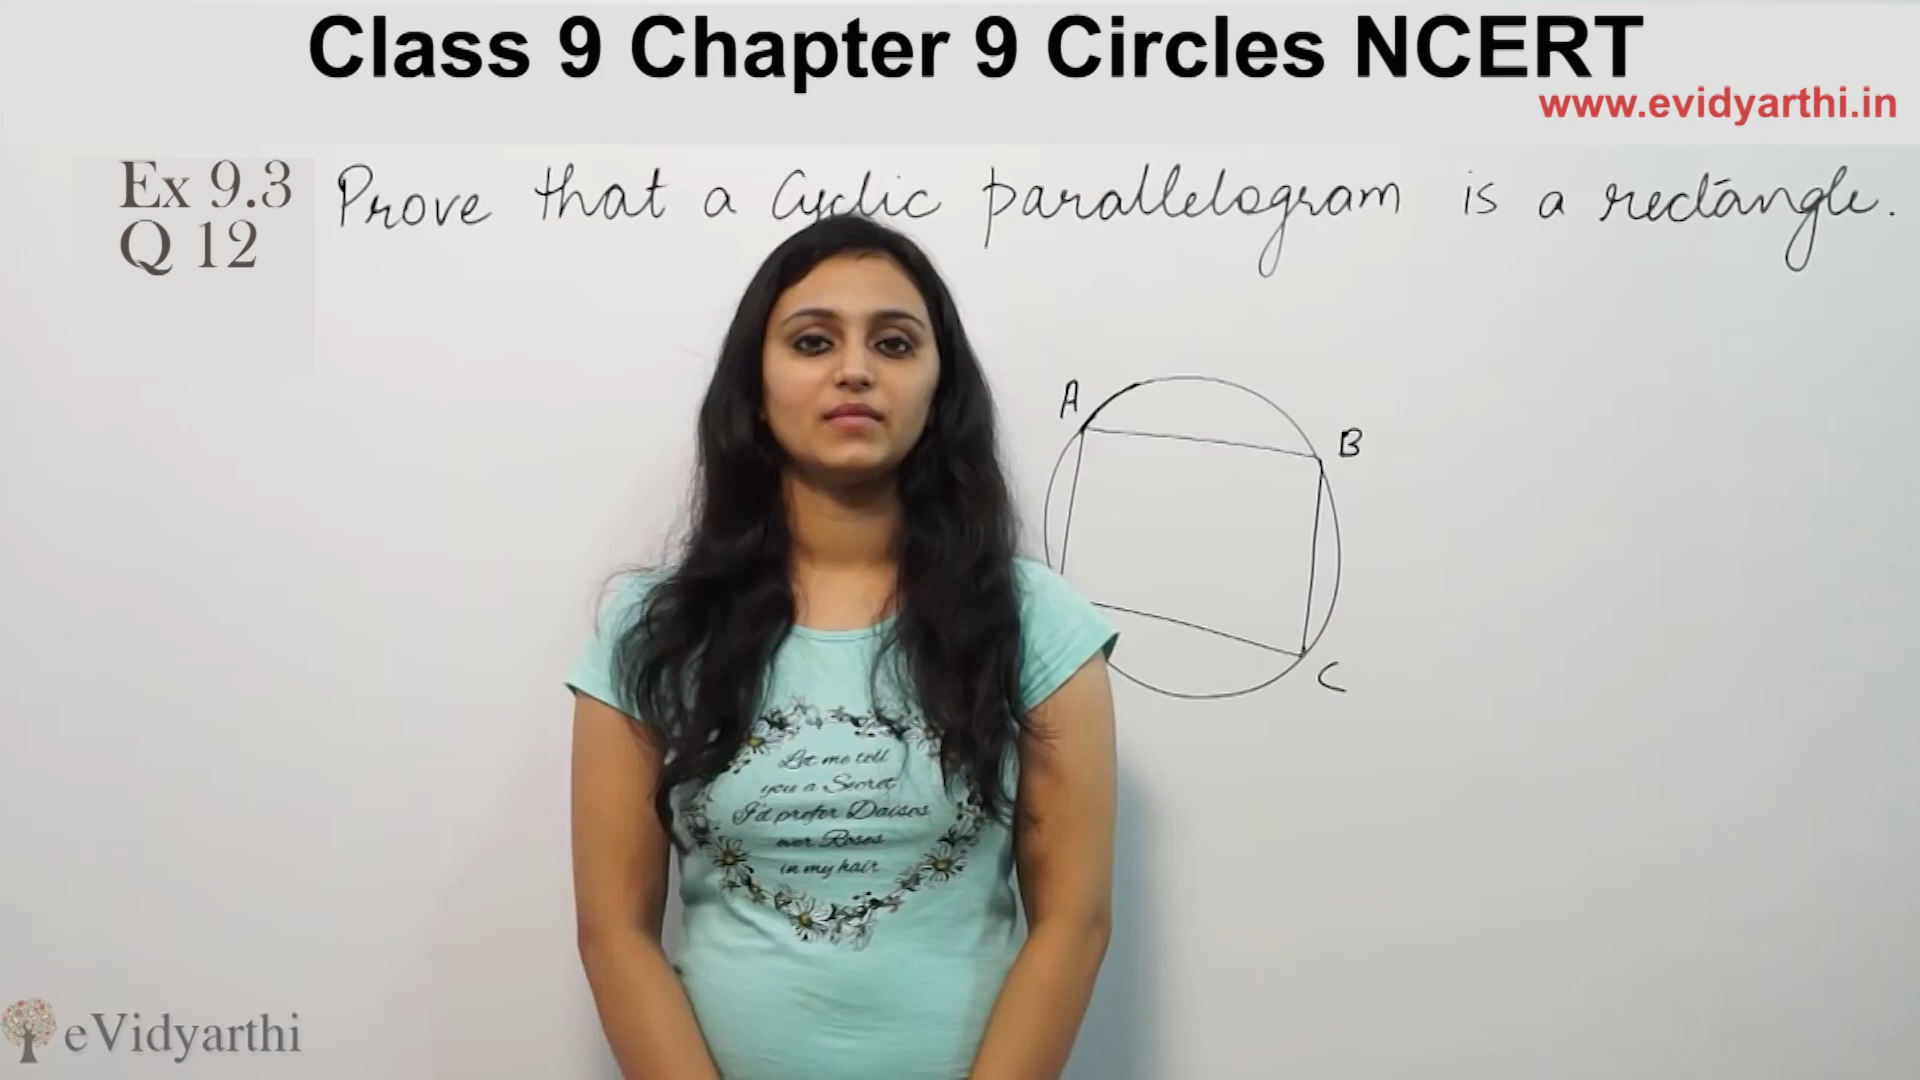 Class 9 Chapter 9 Circles NCERT
www.evidyarthi.in
Ex 9.3
Q 12
Prove that a cyclic parallelogram is a rectangle.
A
B
C
Let me tell
you a Secret
I'd prefer Daises
over Roses
in my hair
eVidyarthi